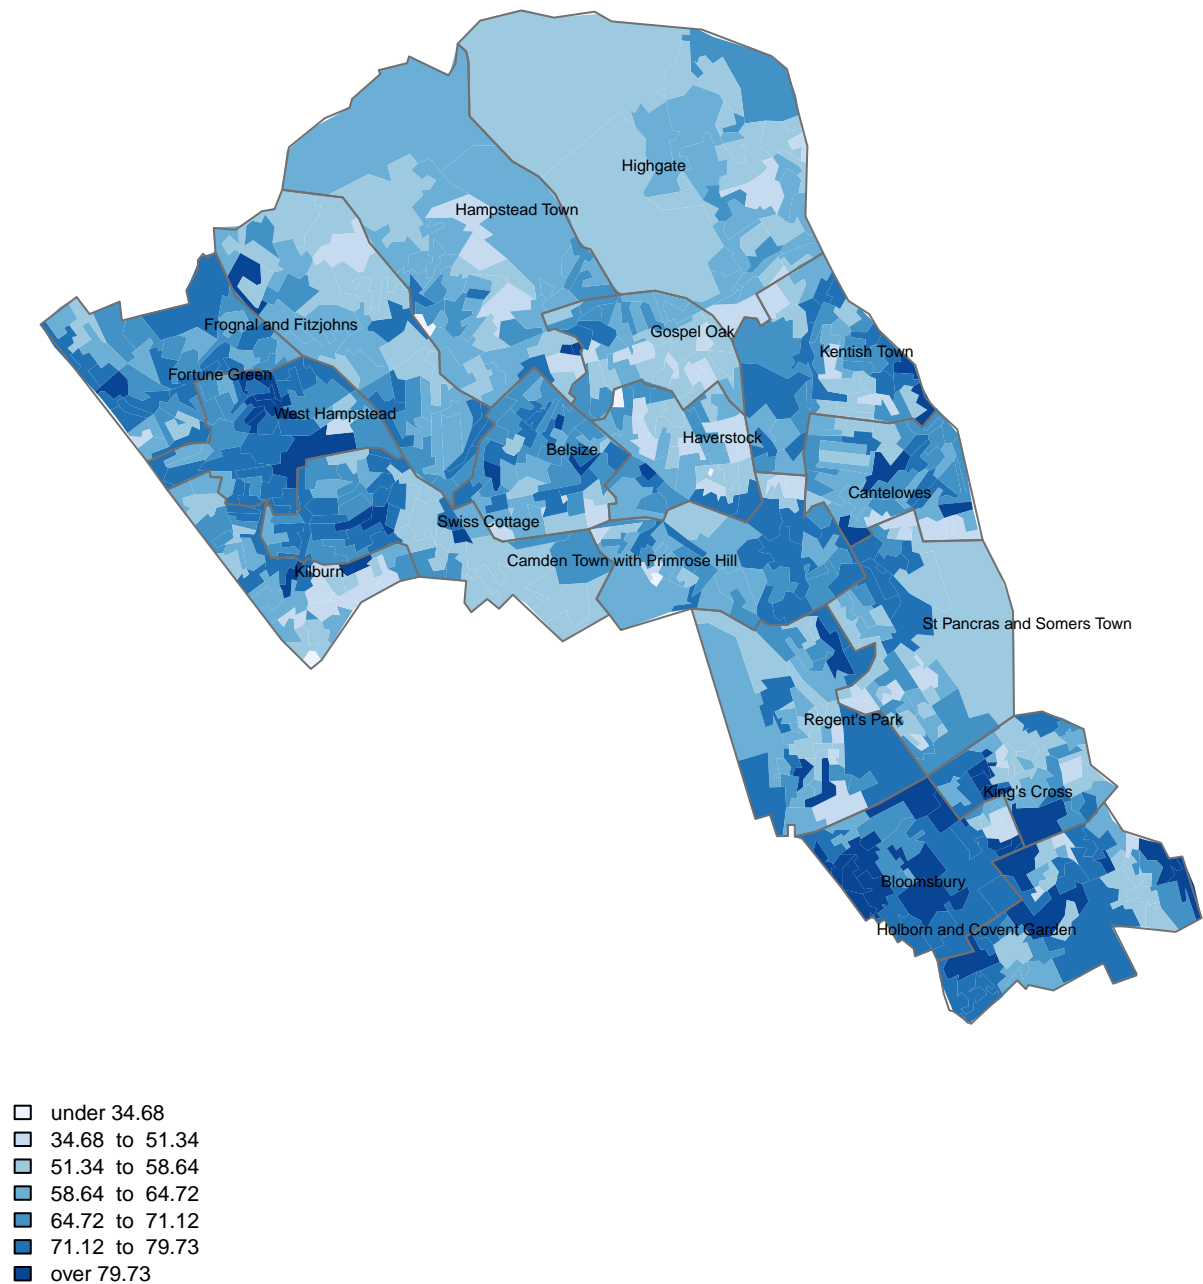 Highgate
Hampstead Town
Frognal and Fitzjohns
Gospel Oak
Kentish Town
Fortune Green
West Hampstead
Haverstock
Belsize
Cantelowes
Swiss Cottage
Camden Town with Primrose Hill
Kilburn
St Pancras and Somers Town
Regent's Park
King's Cross
Bloomsbury
Holborn and Covent Garden
under 34.68
34.68 to 51.34
51.34 to 58.64
58.64 to 64.72
64.72 to 71.12
71.12 to 79.73
over 79.73